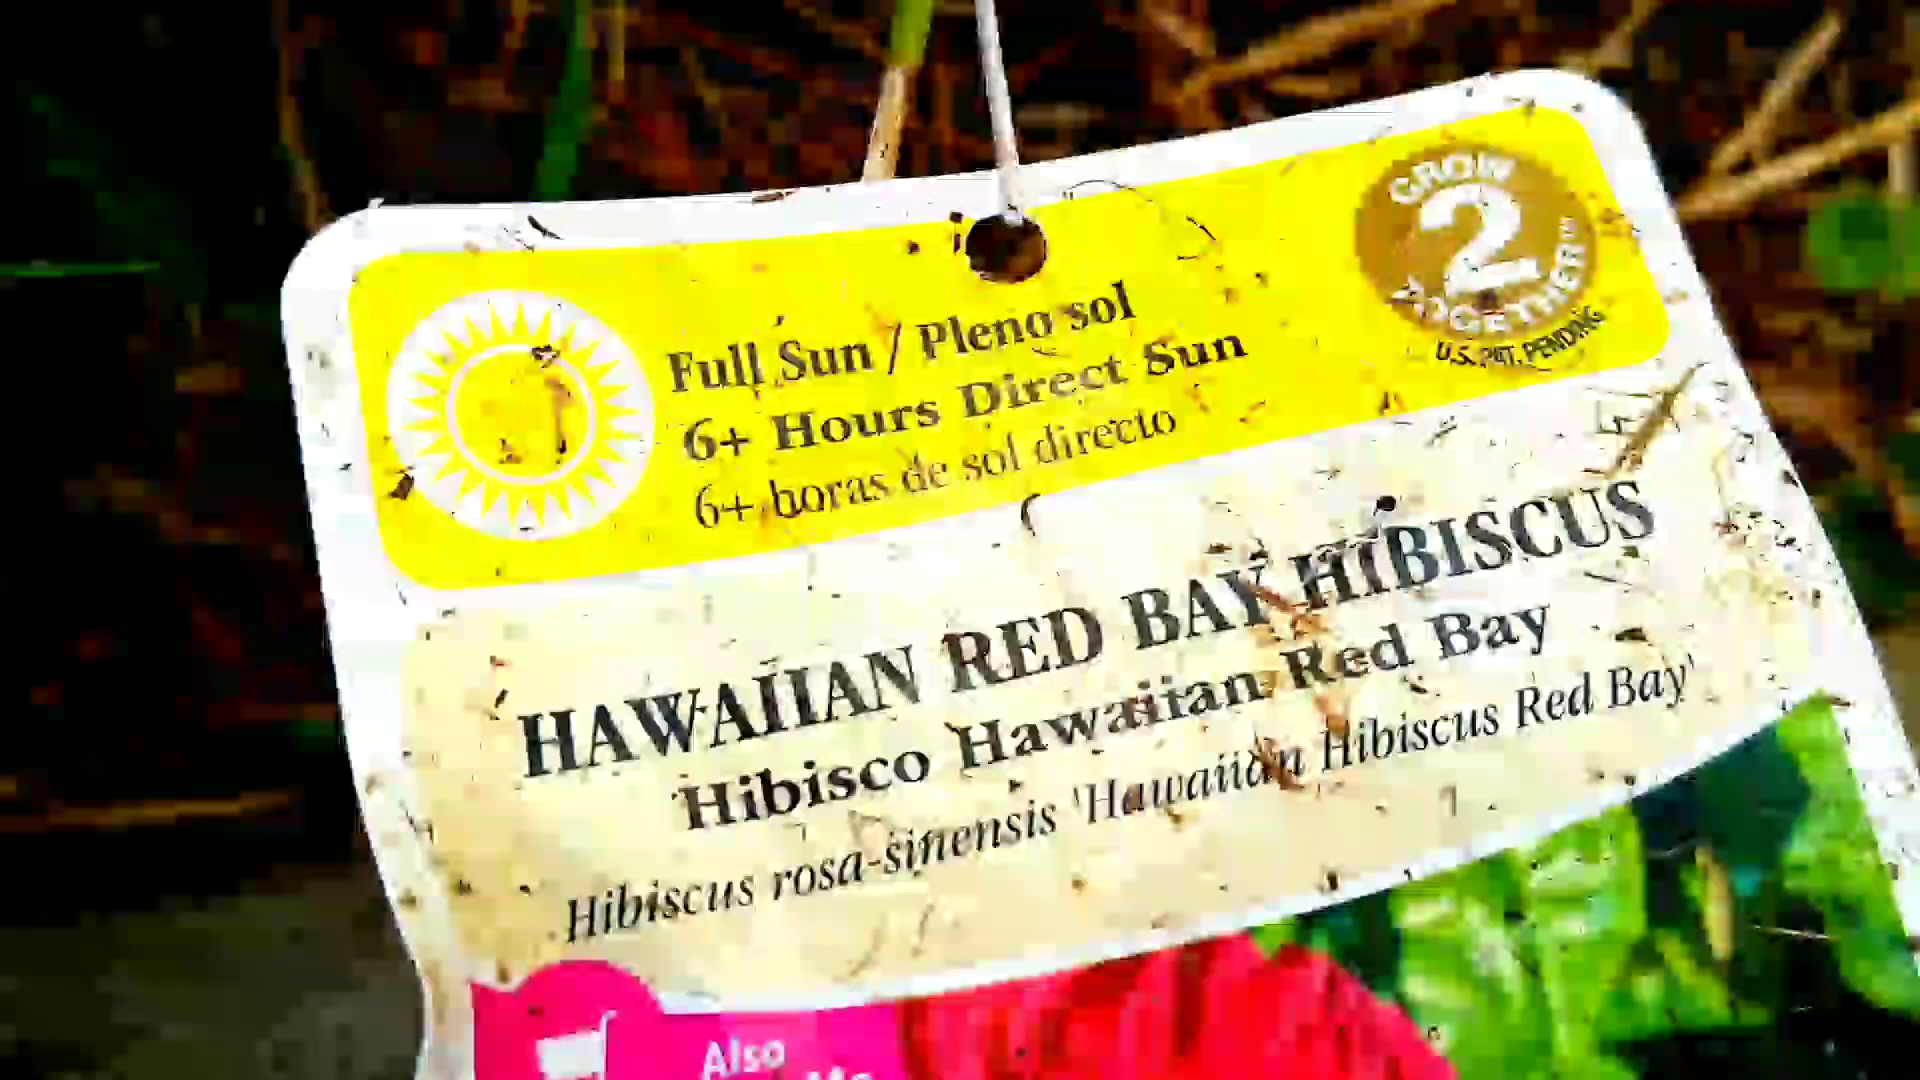 GROW
2
TOGETHER™
U.S. PAT. PENDING
Full Sun / Pleno sol
6+ Hours Direct Sun
6+ horas de sol directo
HAWAIIAN RED BAY HIBISCUS
Hibisco Hawaiian Red Bay
Hibiscus rosa-sinensis 'Hawaiian Hibiscus Red Bay'
Also